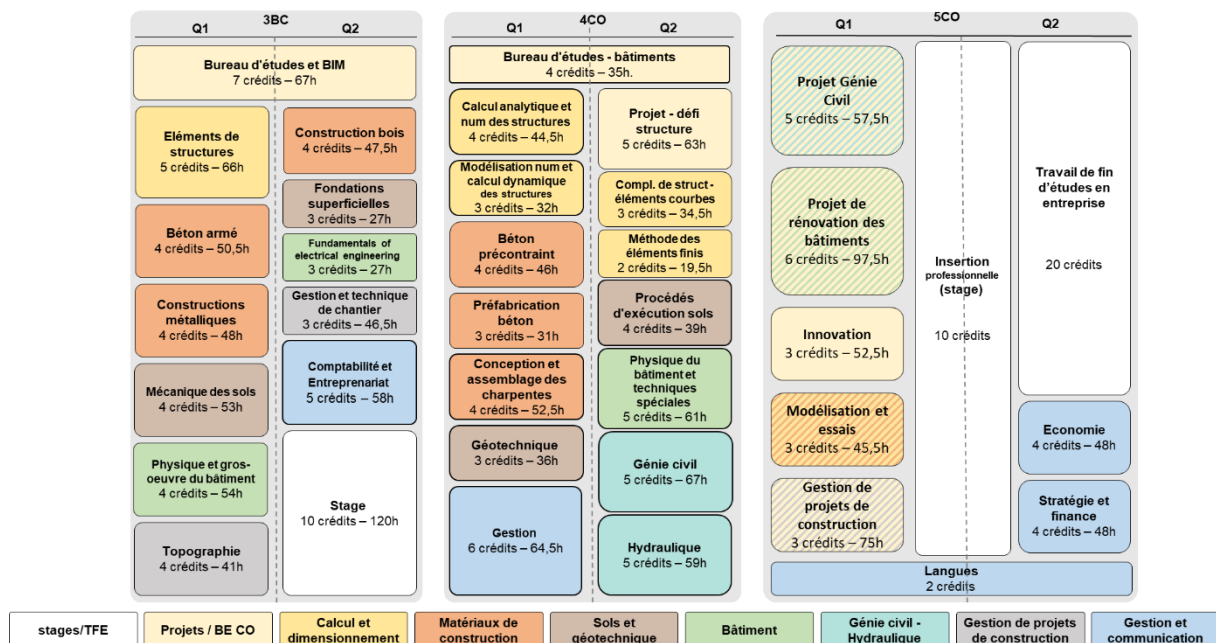 3BC
Q1
Q2
Bureau d'études et BIM
7 crédits – 67h
Eléments de
structures
5 crédits – 66h
Béton armé
4 crédits – 50,5h
Constructions
métalliques
4 crédits – 48h
Mécanique des sols
4 crédits – 53h
Physique et gros-
oeuvre du bâtiment
4 crédits – 54h
Topographie
4 crédits – 41h
Construction bois
4 crédits – 47,5h
Fondations
superficielles
3 crédits – 27h
Fundamentals of
electrical engineering
3 crédits – 27h
Gestion et technique
de chantier
3 crédits – 46,5h
Comptabilité et
Entreprenariat
5 crédits – 58h
Stage
10 crédits – 120h
4CO
Q1
Q2
Bureau d'études - bâtiments
4 crédits – 35h.
Calcul analytique et
num des structures
4 crédits – 44,5h
Modélisation num et
calcul dynamique
des structures
3 crédits – 32h
Béton
précontraint
4 crédits – 46h
Préfabrication
béton
3 crédits – 31h
Conception et
assemblage des
charpentes
4 crédits – 52,5h
Géotechnique
3 crédits – 36h
Gestion
6 crédits – 64,5h
Projet - défi
structure
5 crédits – 63h
Compl. de struct-
éléments courbes
3 crédits – 34,5h
Méthode des
éléments finis
2 crédits – 19,5h
Procédés
d'exécution sols
4 crédits – 39h
Physique du
bâtiment et
techniques
spéciales
5 crédits – 61h
Génie civil
5 crédits – 67h
Hydraulique
5 crédits – 59h
5CO
Q1
Q2
Projet Génie
Civil
5 crédits – 57,5h
Projet de
rénovation des
bâtiments
6 crédits – 97,5h
Innovation
3 crédits – 52,5h
Modélisation et
essais
3 crédits – 45,5h
Gestion de
projets de
construction
3 crédits – 75h
Insertion
professionnelle
(stage)
10 crédits
Travail de fin
d'études en
entreprise
20 crédits
Economie
4 crédits – 48h
Stratégie et
finance
4 crédits – 48h
Langues
2 crédits
stages/TFE
Projets / BE CO
Calcul et
dimensionnement
Matériaux de
construction
Sols et
géotechnique
Bâtiment
Génie civil -
Hydraulique
Gestion de projets
de construction
Gestion et
communication